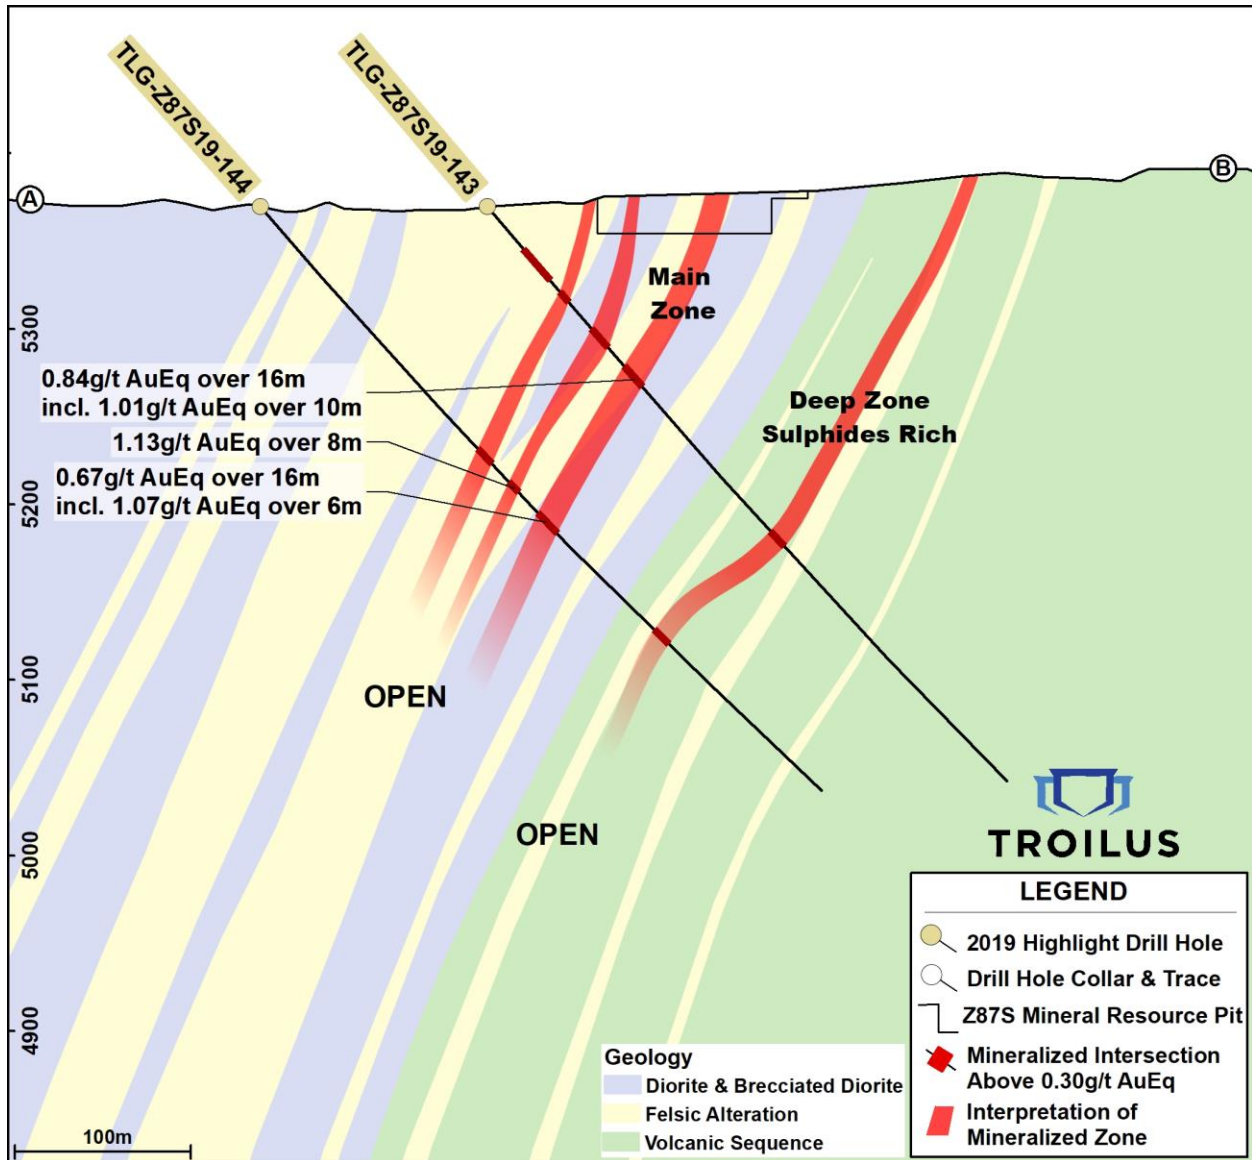 TLG-Z87S19-144
TLG-Z87S19-143
A
B
Main
Zone
5300
0.84g/t AuEq over 16m
incl. 1.01g/t AuEq over 10m
1.13g/t AuEq over 8m
0.67g/t AuEq over 16m
incl. 1.07g/t AuEq over 6m
Deep Zone
Sulphides Rich
5200
5100
OPEN
OPEN
5000
4900
TROILUS
LEGEND
2019 Highlight Drill Hole
Drill Hole Collar & Trace
Z87S Mineral Resource Pit
Mineralized Intersection
Above 0.30g/t AuEq
Interpretation of
Mineralized Zone
Geology
Diorite & Brecciated Diorite
Felsic Alteration
Volcanic Sequence
100m